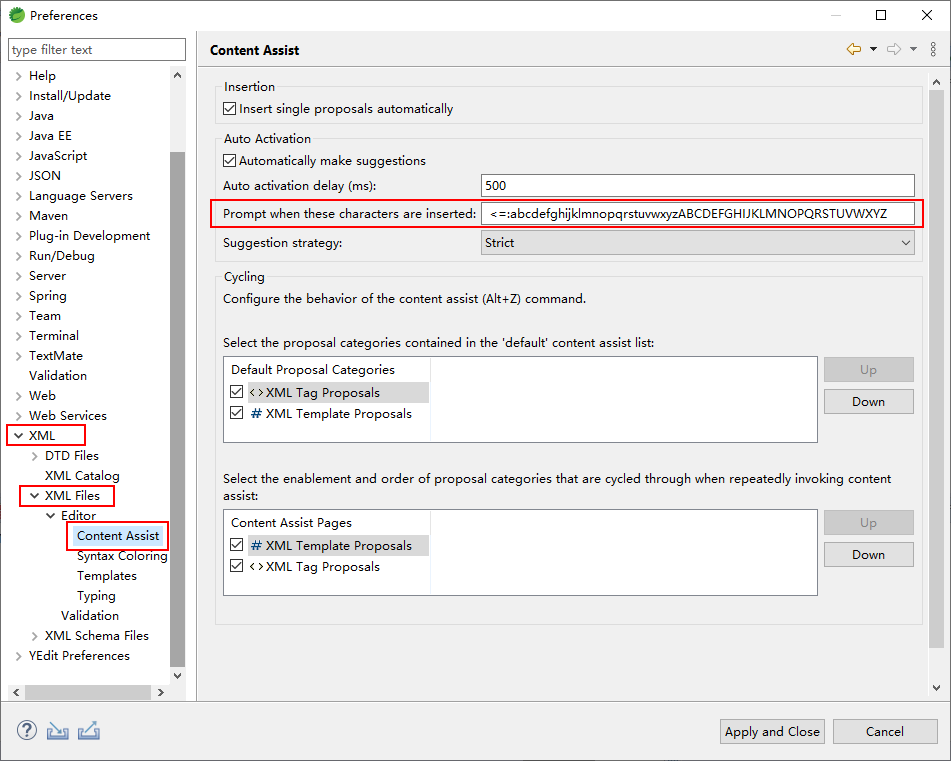 Preferences
type filter text
Help
Install/Update
Java
Java EE
JavaScript
JSON
Language Servers
Maven
Plug-in Development
Run/Debug
Server
Spring
Team
Terminal
TextMate
Validation
Web
Web Services
XML
DTD Files
XML Catalog
XML Files
Editor
Content Assist
Syntax Coloring
Templates
Typing
Validation
XML Schema Files
YEdit Preferences
Content Assist
Insertion
Insert single proposals automatically
Auto Activation
Automatically make suggestions
Auto activation delay (ms): 500
Prompt when these characters are inserted: <=:abcdefghijklmnopqrstuvwxyzABCDEFGHIJKLMNOPQRSTUVWXYZ
Suggestion strategy: Strict
Cycling
Configure the behavior of the content assist (Alt+Z) command.
Select the proposal categories contained in the 'default' content assist list:
Default Proposal Categories
<> XML Tag Proposals
# XML Template Proposals
Up
Down
Select the enablement and order of proposal categories that are cycled through when repeatedly invoking content
assist:
Content Assist Pages
# XML Template Proposals
<> XML Tag Proposals
Up
Down
?
Apply and Close
Cancel